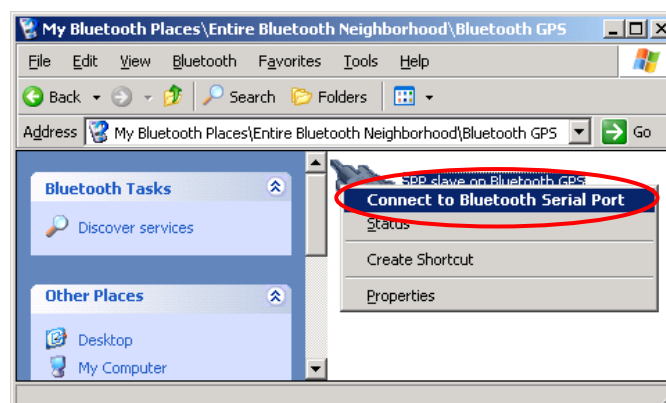 My Bluetooth Places\Entire Bluetooth Neighborhood\Bluetooth GPS
File Edit View Bluetooth Favorites Tools Help
Back Search Folders
Address My Bluetooth Places\Entire Bluetooth Neighborhood\Bluetooth GPS Go
Bluetooth Tasks
Discover services
Other Places
Desktop
My Computer
SPP slave on Bluetooth GPS
Connect to Bluetooth Serial Port
Status
Create Shortcut
Properties